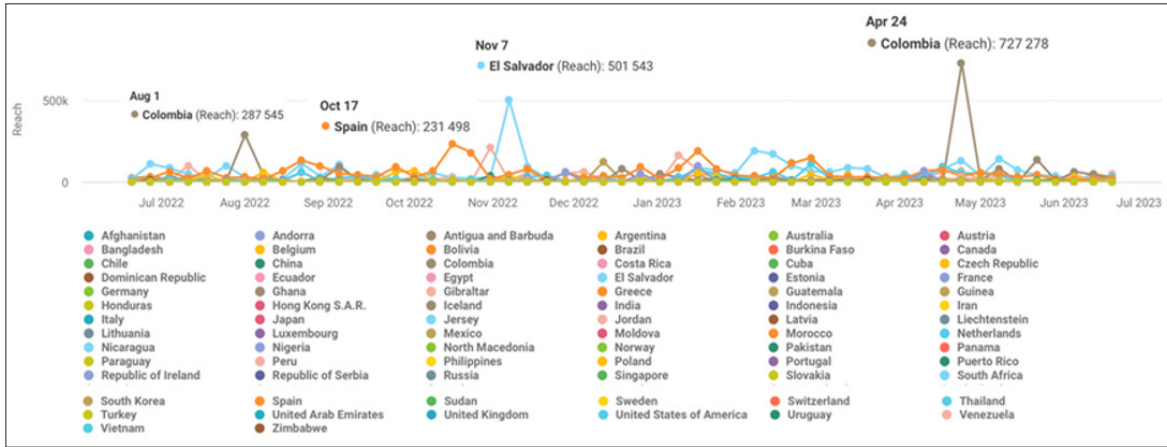 Apr 24
Colombia (Reach): 727 278
Nov 7
El Salvador (Reach): 501 543
Aug 1
Colombia (Reach): 287 545
Oct 17
Spain (Reach): 231 498
Reach
500k
0
Jul 2022 Aug 2022 Sep 2022 Oct 2022 Nov 2022 Dec 2022 Jan 2023 Feb 2023 Mar 2023 Apr 2023 May 2023 Jun 2023 Jul 2023
Afghanistan Andorra Antigua and Barbuda Argentina Australia Austria
Bangladesh Belgium Bolivia Brazil Burkina Faso Canada
Chile China Colombia Costa Rica Cuba Czech Republic
Dominican Republic Ecuador Egypt El Salvador Estonia France
Germany Ghana Gibraltar Greece Guatemala Guinea
Honduras Hong Kong S.A.R. Iceland India Indonesia Iran
Italy Japan Jersey Jordan Latvia Liechtenstein
Lithuania Luxembourg Mexico Moldova Morocco Netherlands
Nicaragua Nigeria North Macedonia Norway Pakistan Panama
Paraguay Peru Philippines Poland Portugal Puerto Rico
Republic of Ireland Republic of Serbia Russia Singapore Slovakia South Africa
South Korea Spain Sudan Sweden Switzerland Thailand
Turkey United Arab Emirates United Kingdom United States of America Uruguay Venezuela
Vietnam Zimbabwe